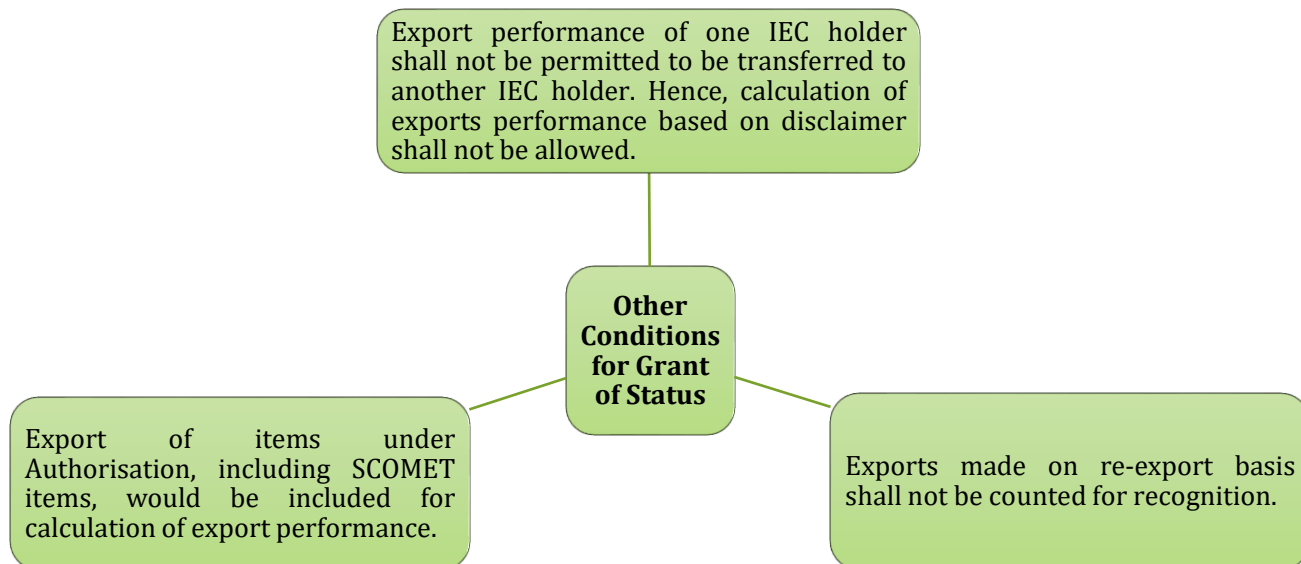 Export performance of one IEC holder
shall not be permitted to be transferred to
another IEC holder. Hence, calculation of
exports performance based on disclaimer
shall not be allowed.
Other
Conditions
for Grant
of Status
Export of items under
Authorisation, including SCOMET
items, would be included for
calculation of export performance.
Exports made on re-export basis
shall not be counted for recognition.